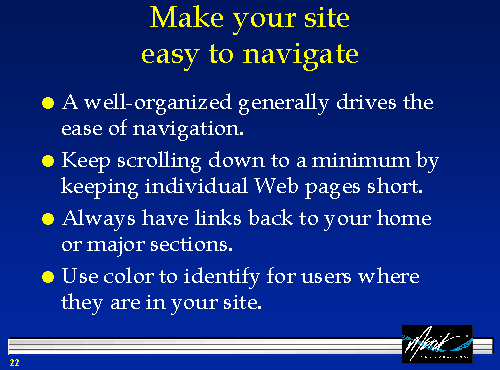 Make your site
easy to navigate
A well-organized generally drives the
ease of navigation.
Keep scrolling down to a minimum by
keeping individual Web pages short.
Always have links back to your home
or major sections.
Use color to identify for users where
they are in your site.
22